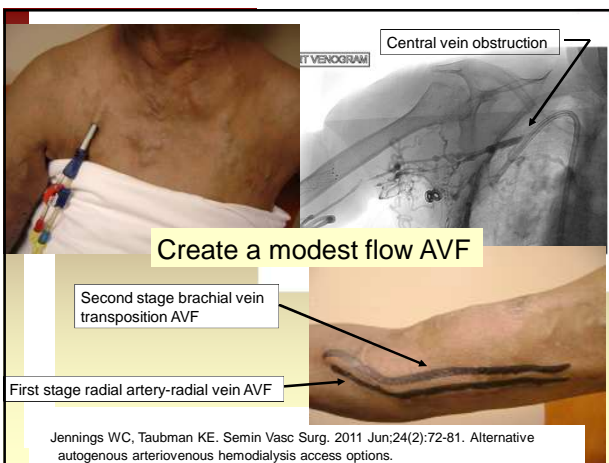 Central vein obstruction
RT VENOGRAM
Create a modest flow AVF
Second stage brachial vein
transposition AVF
First stage radial artery-radial vein AVF
Jennings WC, Taubman KE. Semin Vasc Surg. 2011 Jun;24(2):72-81. Alternative
autogenous arteriovenous hemodialysis access options.